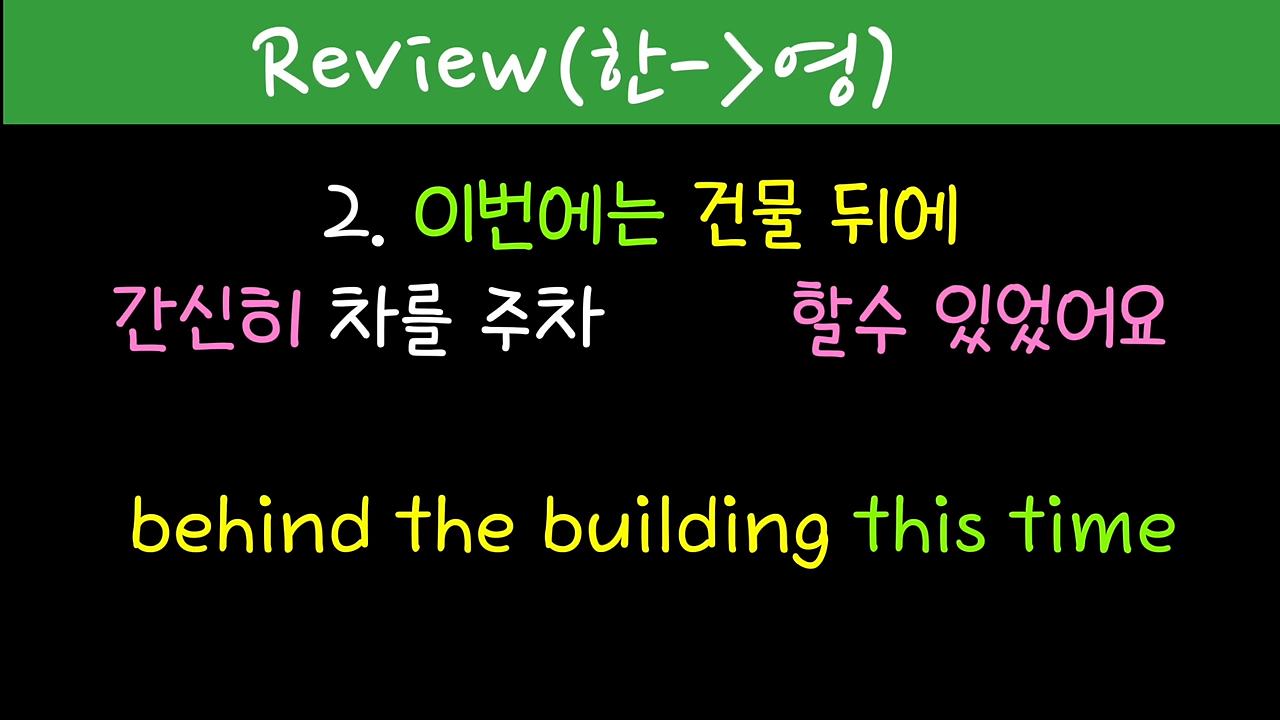 Review(한->영)
2. 이번에는 건물 뒤에
간신히 차를 주차 할수 있었어요
behind the building this time